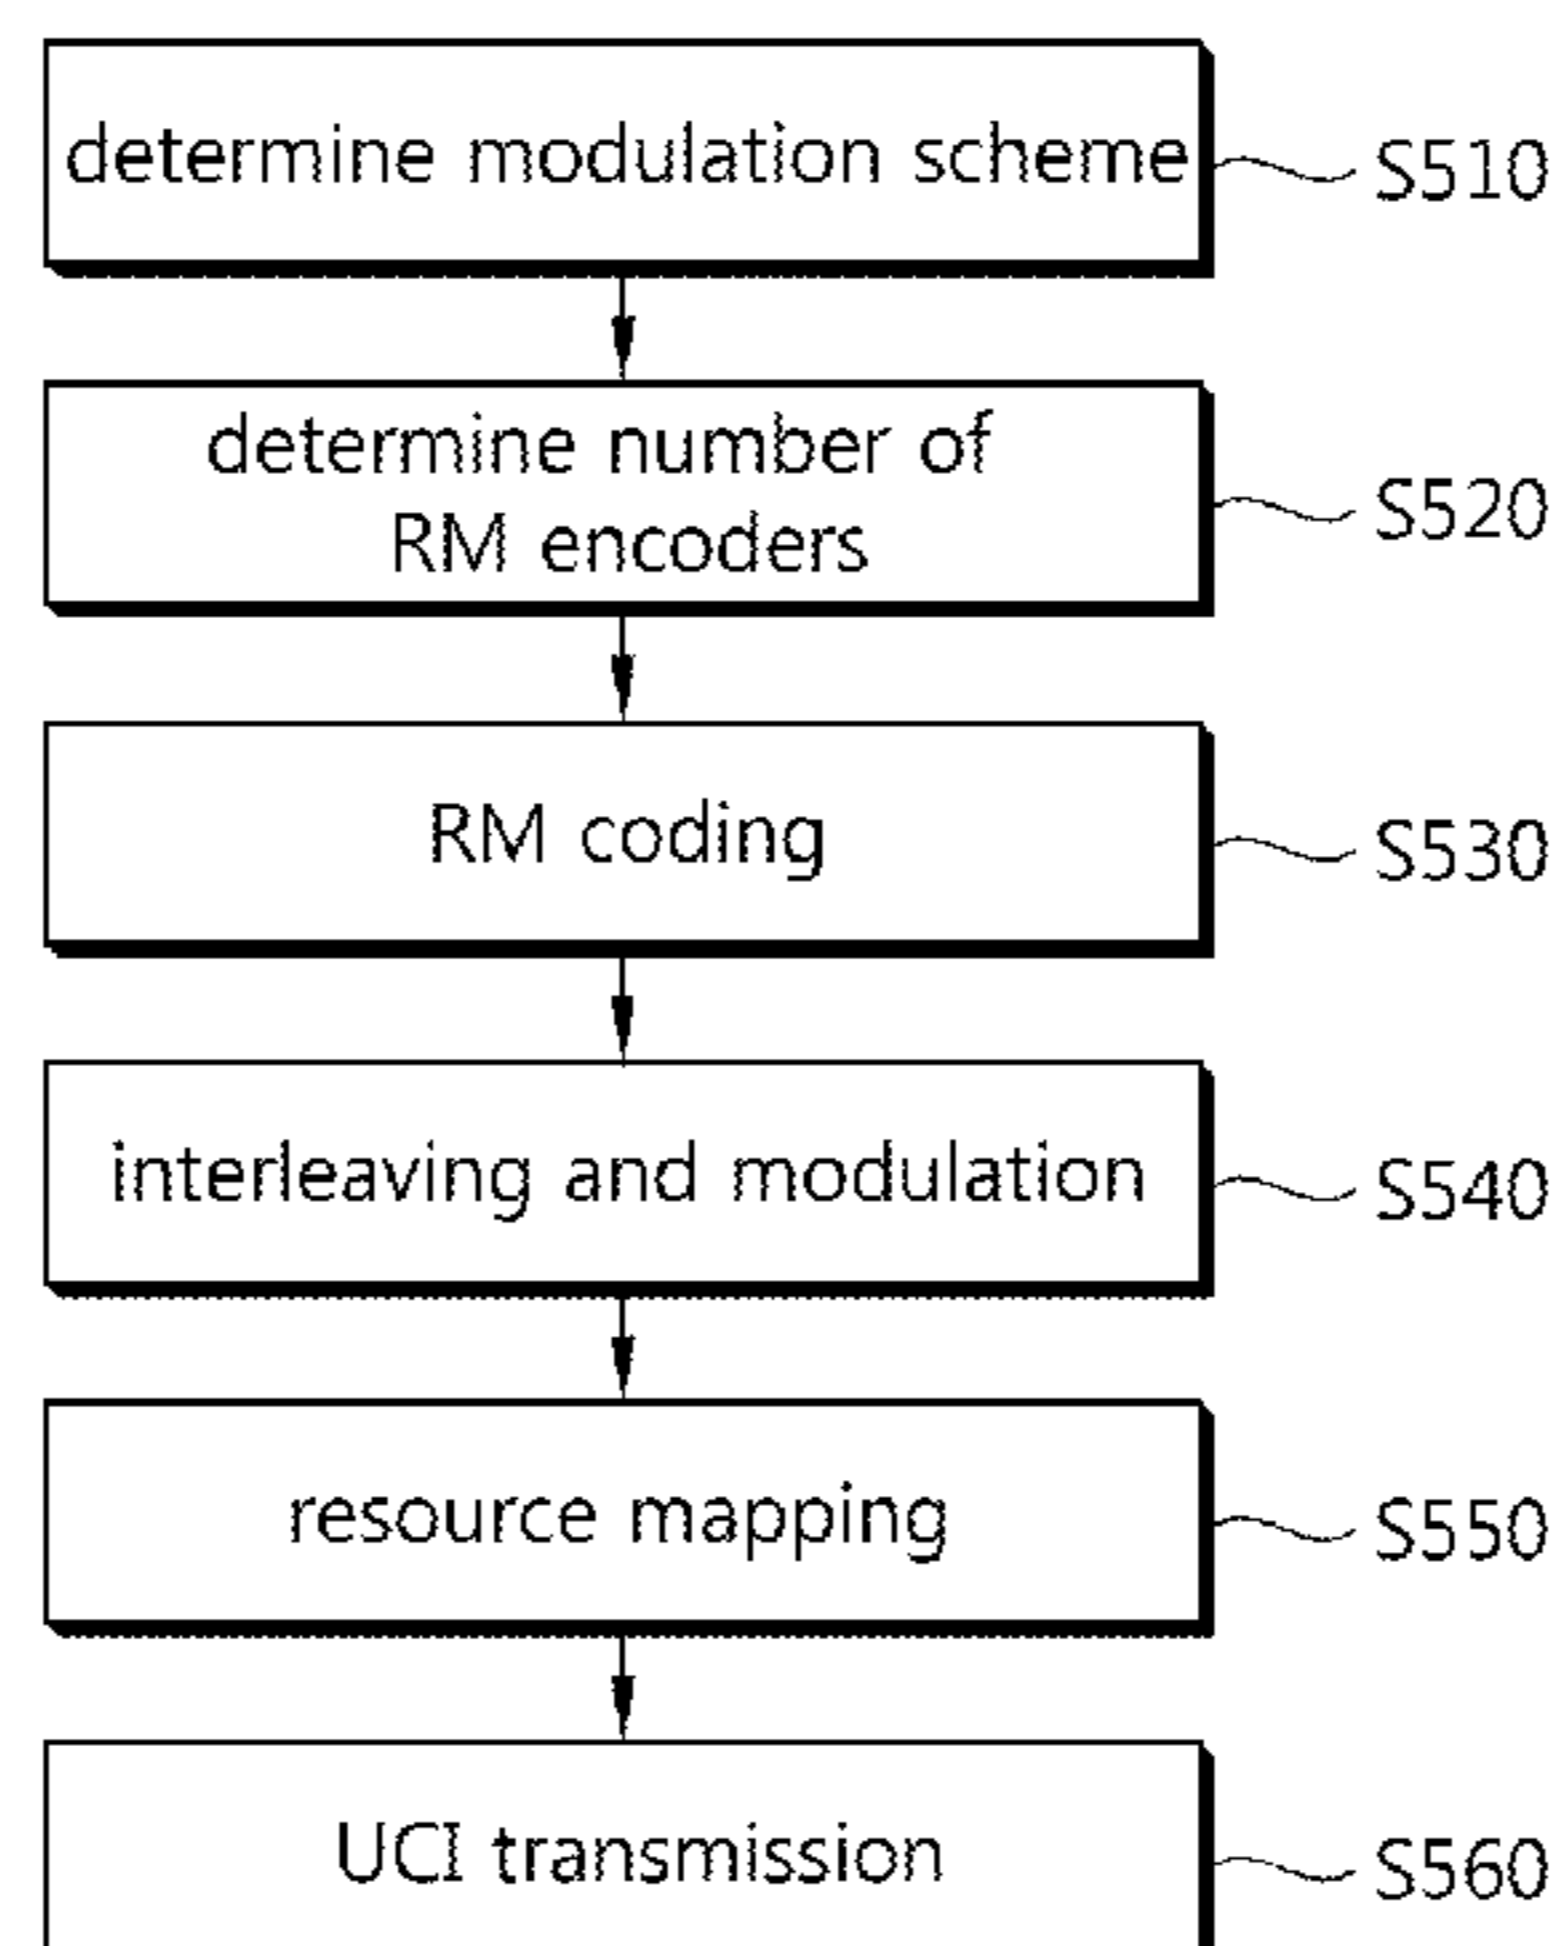 determine modulation scheme
S510
determine number of
RM encoders
S520
RM coding
S530
interleaving and modulation
S540
resource mapping
S550
UCI transmission
S560